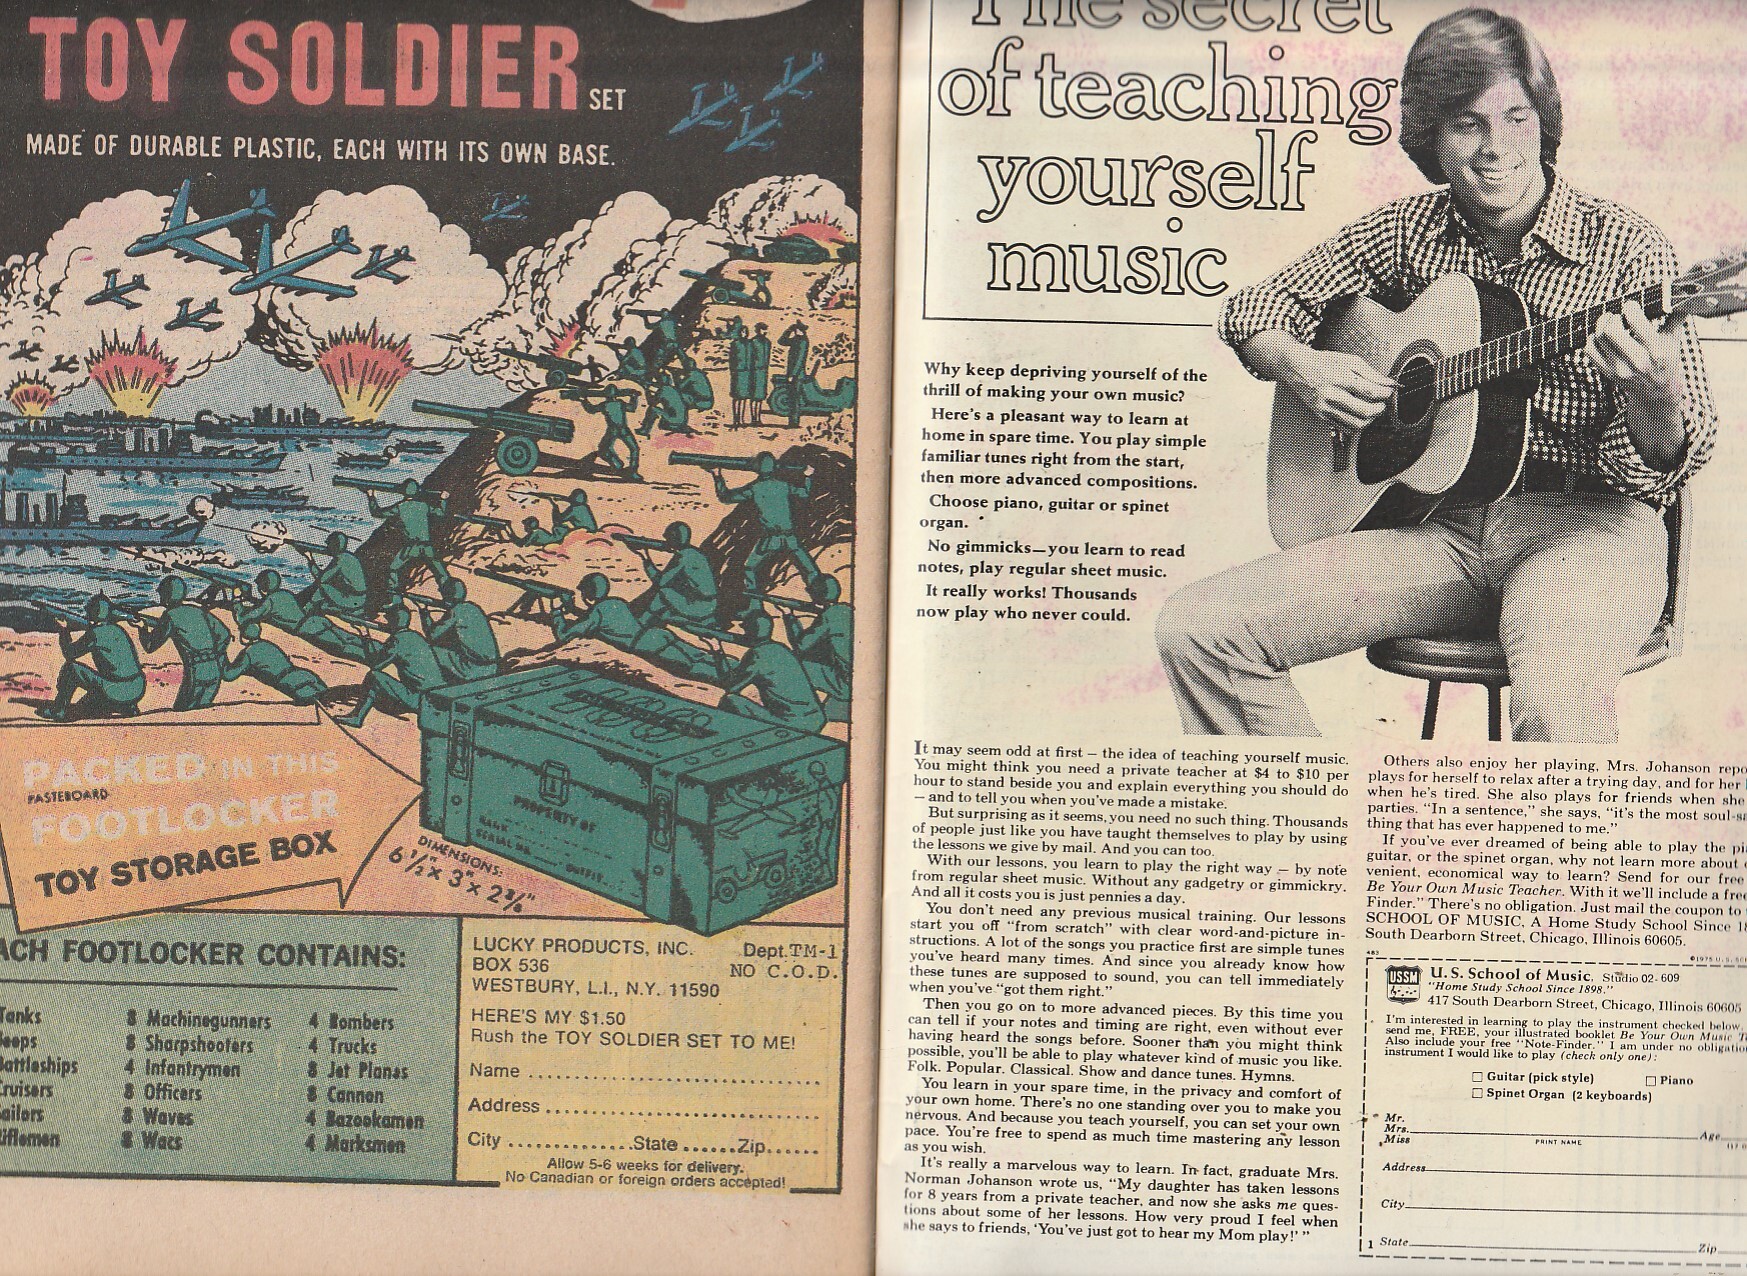 TOY SOLDIER SET
MADE OF DURABLE PLASTIC, EACH WITH ITS OWN BASE.
PACKED IN THIS
PASTEBOARD
FOOTLOCKER
TOY STORAGE BOX
PROPERTY OF
RANK
SERIAL NO.
OUTFIT
DIMENSIONS:
6 1/2" x 3" x 2 3/8"
FOOTLOCKER CONTAINS:
8 Machinegunners
8 Sharpshooters
4 Infantrymen
8 Officers
8 Waves
8 Wacs
4 Bombers
4 Trucks
8 Jet Planes
8 Cannon
4 Bazookamen
4 Marksmen
LUCKY PRODUCTS, INC. Dept.TM-1
BOX 536 NO C.O.D.
WESTBURY, L.I., N.Y. 11590
HERE'S MY $1.50
Rush the TOY SOLDIER SET TO ME!
Name
Address
City State Zip
Allow 5-6 weeks for delivery.
No Canadian or foreign orders accepted!
The secret
of teaching
yourself
music
Why keep depriving yourself of the
thrill of making your own music?
Here's a pleasant way to learn at
home in spare time. You play simple
familiar tunes right from the start,
then more advanced compositions.
Choose piano, guitar or spinet
organ.
No gimmicks—you learn to read
notes, play regular sheet music.
It really works! Thousands
now play who never could.
It may seem odd at first – the idea of teaching yourself music.
You might think you need a private teacher at $4 to $10 per
hour to stand beside you and explain everything you should do
– and to tell you when you've made a mistake.
But surprising as it seems, you need no such thing. Thousands
of people just like you have taught themselves to play by using
the lessons we give by mail. And you can too.
With our lessons, you learn to play the right way – by note
from regular sheet music. Without any gadgetry or gimmickry.
And all it costs you is just pennies a day.
You don't need any previous musical training. Our lessons
start you off "from scratch" with clear word-and-picture in-
structions. A lot of the songs you practice first are simple tunes
you've heard many times. And since you already know how
these tunes are supposed to sound, you can tell immediately
when you've "got them right."
Then you go on to more advanced pieces. By this time you
can tell if your notes and timing are right, even without ever
having heard the songs before. Sooner than you might think
possible, you'll be able to play whatever kind of music you like.
Folk. Popular. Classical. Show and dance tunes. Hymns.
You learn in your spare time, in the privacy and comfort of
your own home. There's no one standing over you to make you
nervous. And because you teach yourself, you can set your own
pace. You're free to spend as much time mastering any lesson
as you wish.
It's really a marvelous way to learn. In fact, graduate Mrs.
Norman Johanson wrote us, "My daughter has taken lessons
for 8 years from a private teacher, and now she asks me ques-
tions about some of her lessons. How very proud I feel when
she says to friends, 'You've just got to hear my Mom play!' "
Others also enjoy her playing, Mrs. Johanson repo
plays for herself to relax after a trying day, and for her
when he's tired. She also plays for friends when she
parties. "In a sentence," she says, "it's the most soul-s
thing that has ever happened to me."
If you've ever dreamed of being able to play the pi
guitar, or the spinet organ, why not learn more about
venient, economical way to learn? Send for our free
Be Your Own Music Teacher. With it we'll include a free
Finder." There's no obligation. Just mail the coupon to
SCHOOL OF MUSIC, A Home Study School Since 18
South Dearborn Street, Chicago, Illinois 60605.
USSM
U.S. School of Music, Studio 02-609
"Home Study School Since 1898."
417 South Dearborn Street, Chicago, Illinois 60605
I'm interested in learning to play the instrument checked below,
send me, FREE, your illustrated booklet Be Your Own Music
Also include your free "Note-Finder." I am under no obligation
instrument I would like to play (check only one):
Guitar (pick style) Piano
Spinet Organ (2 keyboards)
Mr.
Mrs.
Miss PRINT NAME Age
Address
City
1 State Zip